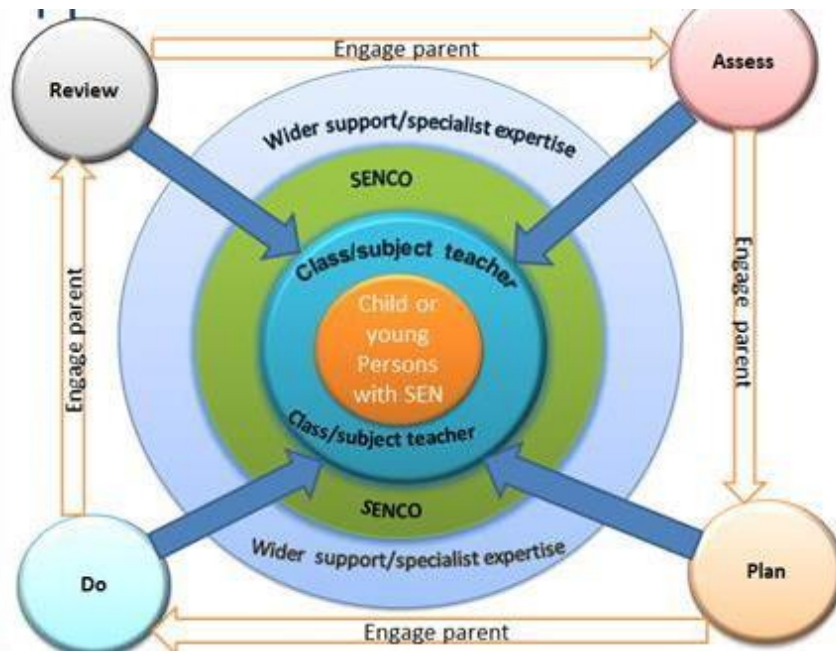 Engage parent
Review
Assess
Wider support/specialist expertise
SENCO
Class/subject teacher
Child or
young
Persons
with SEN
Class/subject teacher
SENCO
Wider support/specialist expertise
Engage parent
Engage parent
Do
Plan
Engage parent